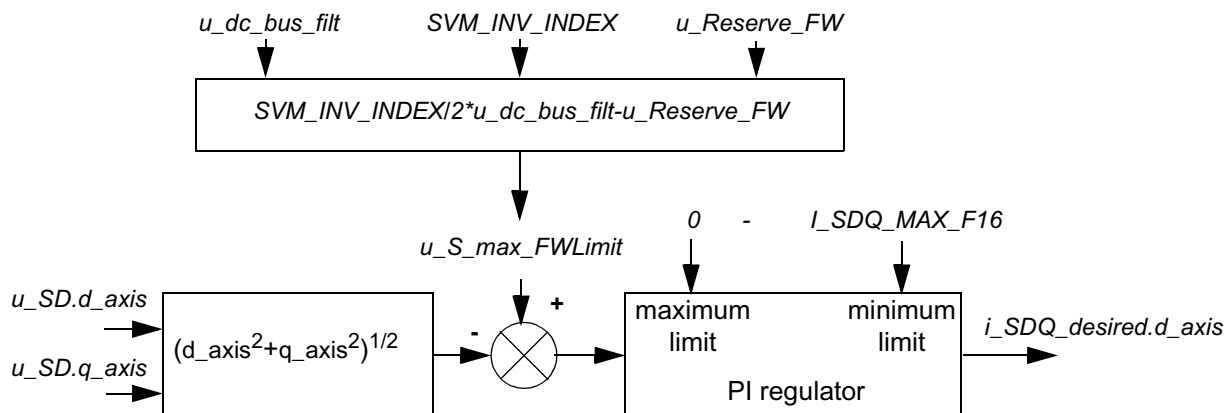 u_dc_bus_filt
SVM_INV_INDEX
u_Reserve_FW
SVM_INV_INDEX/2*u_dc_bus_filt-u_Reserve_FW
0 - I_SDQ_MAX_F16
u_S_max_FWLimit
u_SD.d_axis
u_SD.q_axis
(d_axis²+q_axis²)¹/²
-
+
maximum
limit
minimum
limit
PI regulator
i_SDQ_desired.d_axis